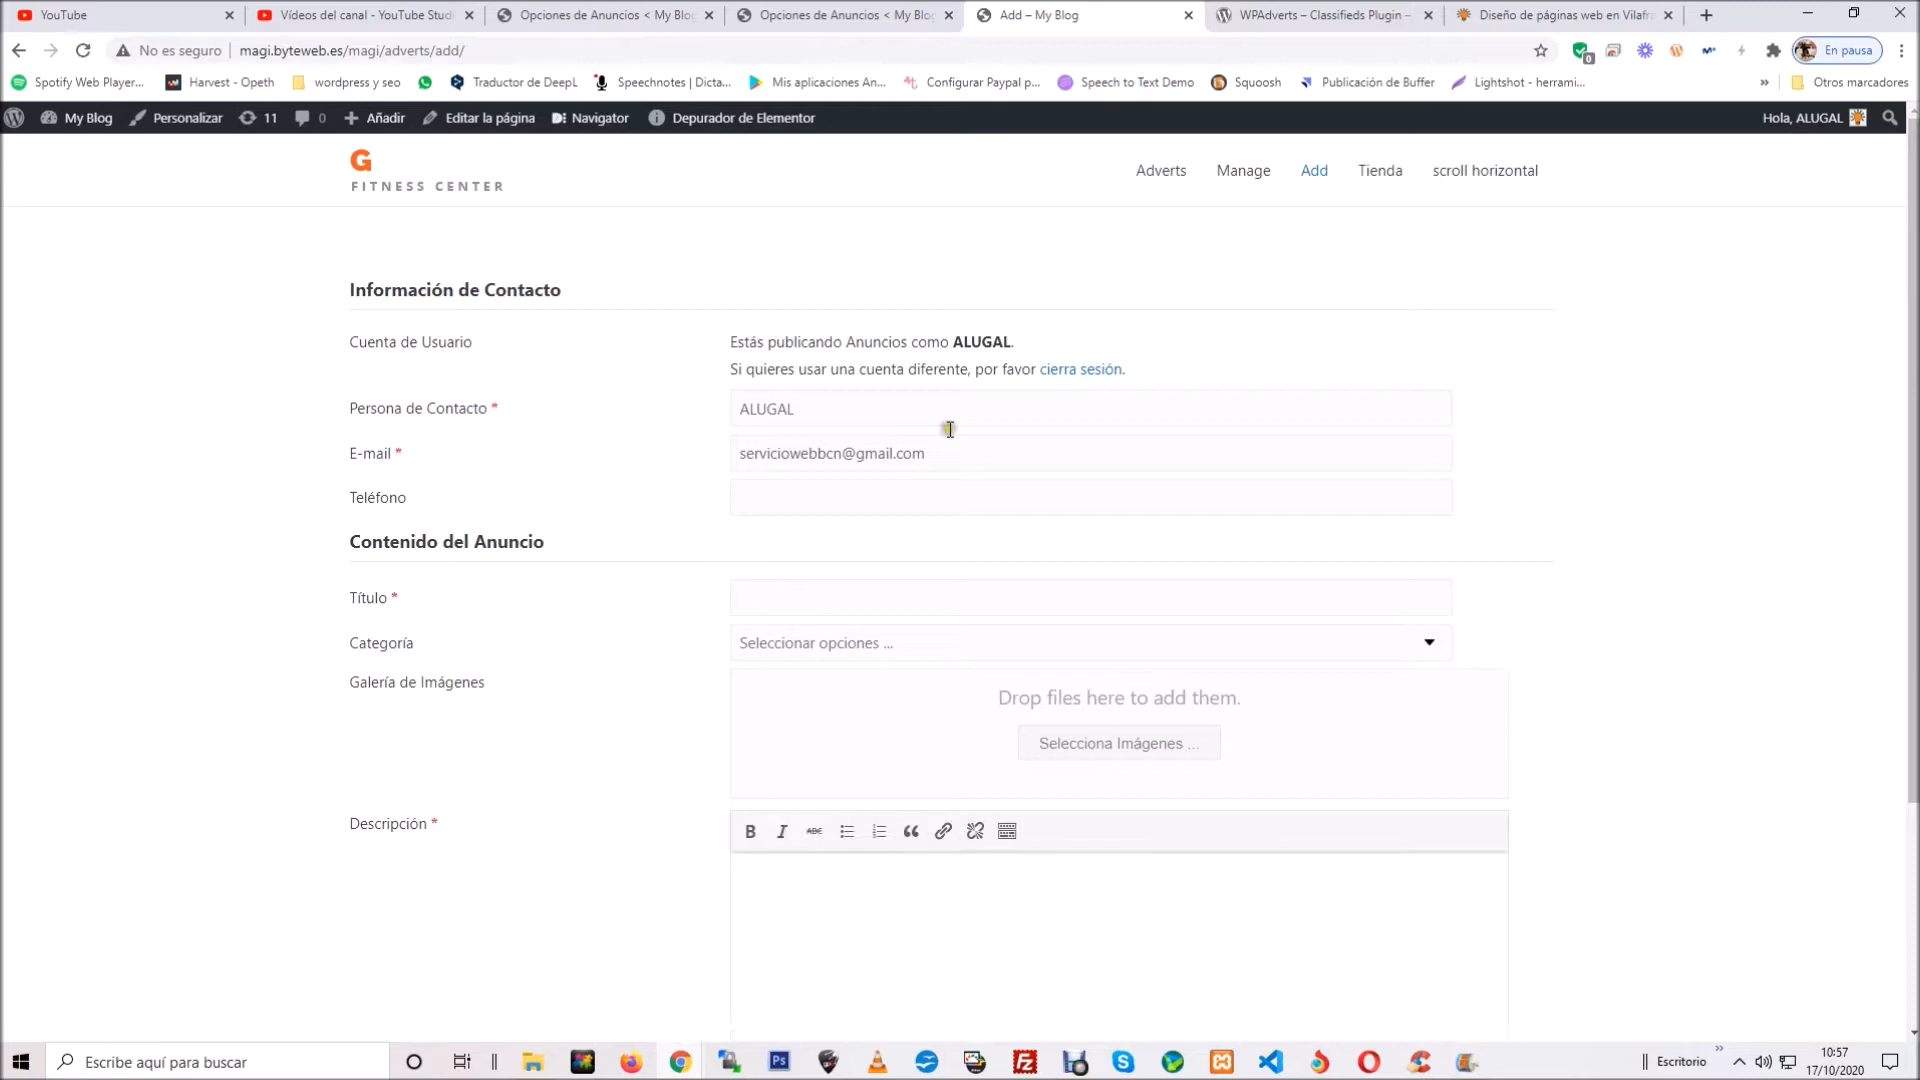 YouTube
Vídeos del canal - YouTube Stud
Opciones de Anuncios < My Blog
Opciones de Anuncios < My Blog
Add – My Blog
WPAdverts – Classifieds Plugin –
Diseño de páginas web en Vilafra
No es seguro
magi.byteweb.es/magi/adverts/add/
En pausa
Spotify Web Player...
Harvest - Opeth
wordpress y seo
Traductor de DeepL
Speechnotes | Dicta...
Mis aplicaciones An...
Configurar Paypal p...
Speech to Text Demo
Squoosh
Publicación de Buffer
Lightshot - herrami...
»
Otros marcadores
My Blog
Personalizar
11
0
Añadir
Editar la página
Navigator
Depurador de Elementor
Hola, ALUGAL
G
FITNESS CENTER
Adverts
Manage
Add
Tienda
scroll horizontal
Información de Contacto
Cuenta de Usuario
Estás publicando Anuncios como ALUGAL.
Si quieres usar una cuenta diferente, por favor cierra sesión.
Persona de Contacto *
ALUGAL
E-mail *
serviciowebbcn@gmail.com
Teléfono
Contenido del Anuncio
Título *
Categoría
Seleccionar opciones ...
Galería de Imágenes
Drop files here to add them.
Selecciona Imágenes ...
Descripción *
B I ABC
Escribe aquí para buscar
Ps
Escritorio
»
10:57
17/10/2020